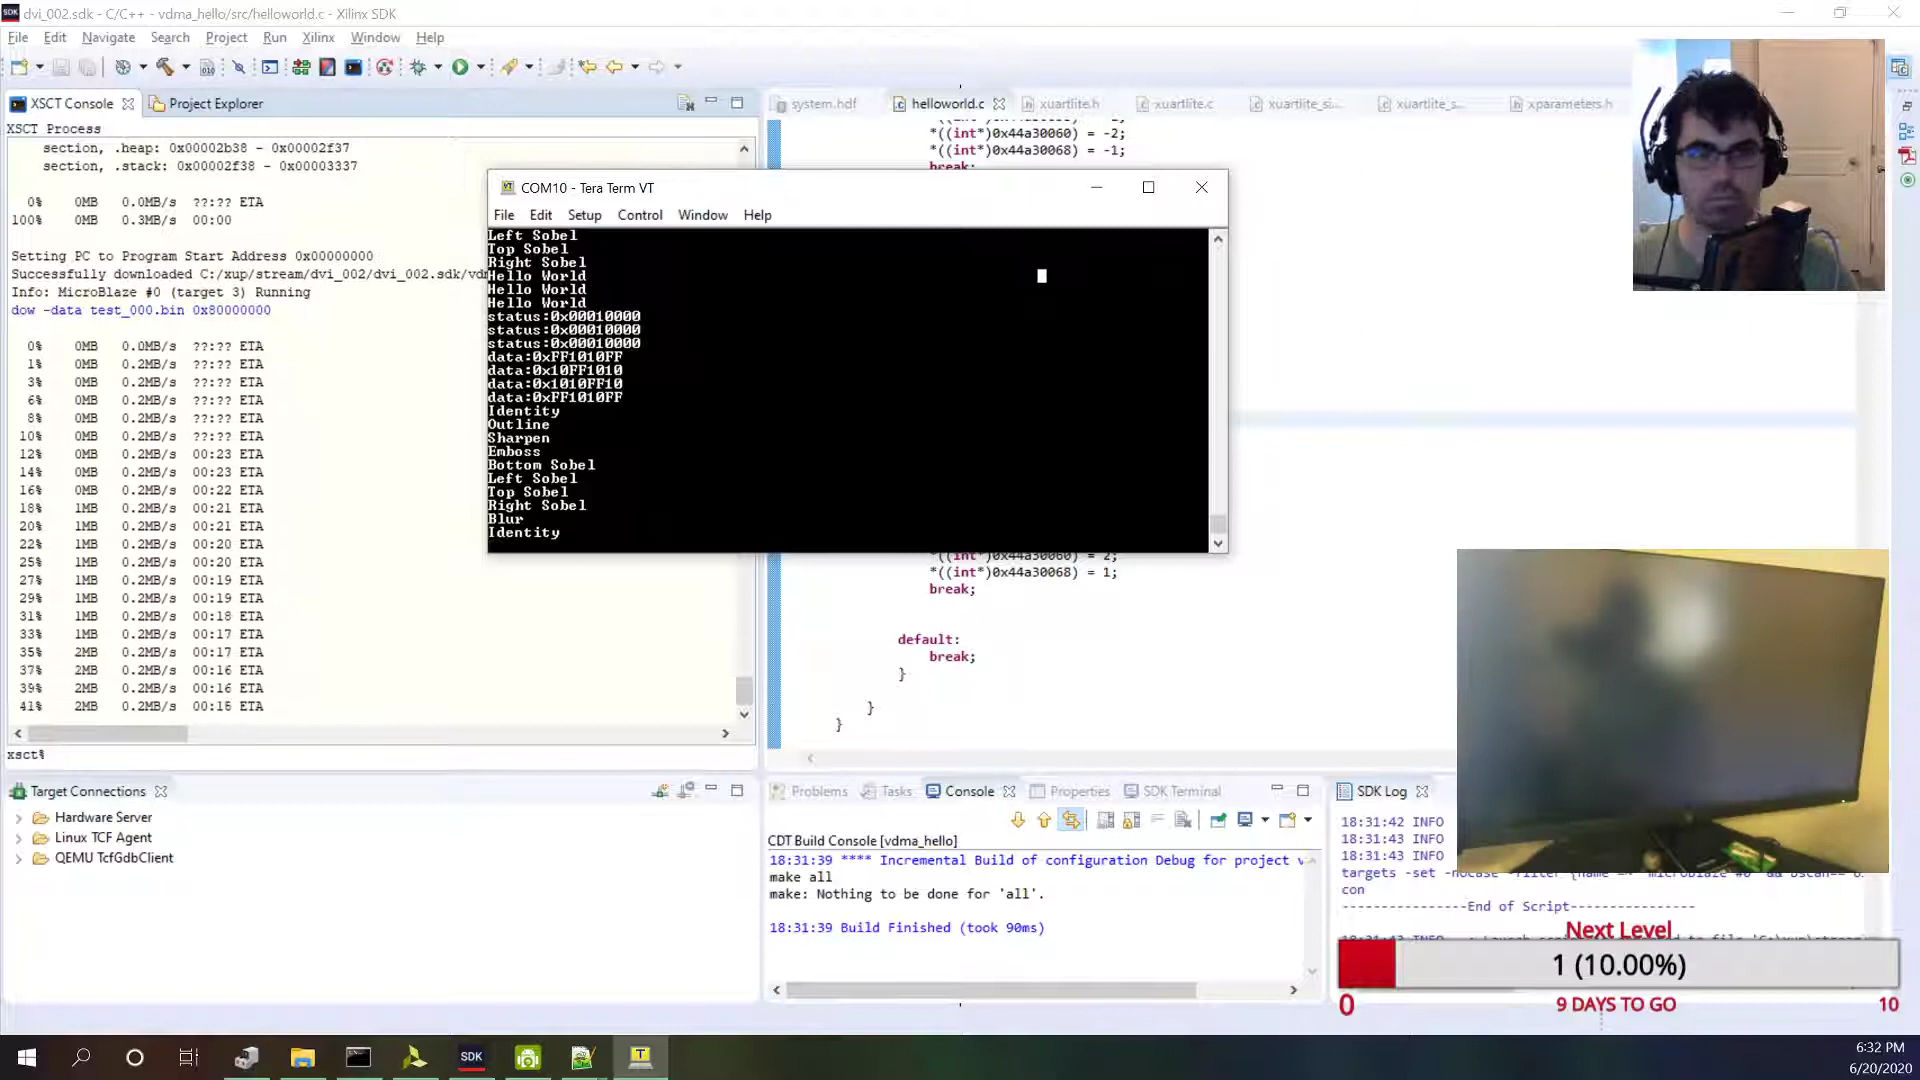 dvi_002.sdk - C/C++ - vdma_hello/src/helloworld.c - Xilinx SDK
File Edit Navigate Search Project Run Xilinx Window Help
XSCT Console
Project Explorer
XSCT Process
section, .heap: 0x00002b38 - 0x00002f37
section, .stack: 0x00002f38 - 0x00003337
0% 0MB 0.0MB/s ??:?? ETA
100% 0MB 0.3MB/s 00:00
Setting PC to Program Start Address 0x00000000
Successfully downloaded C:/xup/stream/dvi_002/dvi_002.sdk/vd
Info: MicroBlaze #0 (target 3) Running
dow -data test_000.bin 0x80000000
0% 0MB 0.0MB/s ??:?? ETA
1% 0MB 0.2MB/s ??:?? ETA
3% 0MB 0.2MB/s ??:?? ETA
6% 0MB 0.2MB/s ??:?? ETA
8% 0MB 0.2MB/s ??:?? ETA
10% 0MB 0.2MB/s ??:?? ETA
12% 0MB 0.2MB/s 00:23 ETA
14% 0MB 0.2MB/s 00:23 ETA
16% 0MB 0.2MB/s 00:22 ETA
18% 1MB 0.2MB/s 00:21 ETA
20% 1MB 0.2MB/s 00:21 ETA
22% 1MB 0.2MB/s 00:20 ETA
25% 1MB 0.2MB/s 00:20 ETA
27% 1MB 0.2MB/s 00:19 ETA
29% 1MB 0.2MB/s 00:19 ETA
31% 1MB 0.2MB/s 00:18 ETA
33% 1MB 0.2MB/s 00:17 ETA
35% 2MB 0.2MB/s 00:17 ETA
37% 2MB 0.2MB/s 00:16 ETA
39% 2MB 0.2MB/s 00:16 ETA
41% 2MB 0.2MB/s 00:15 ETA
xsct%
system.hdf
helloworld.c
xuartlite.h
xuartlite.c
xuartlite_si...
xuartlite_s...
xparameters.h
*((int*)0x44a30060) = -2;
*((int*)0x44a30068) = -1;
break;
COM10 - Tera Term VT
File Edit Setup Control Window Help
Left Sobel
Top Sobel
Right Sobel
Hello World
Hello World
Hello World
status:0x00010000
status:0x00010000
status:0x00010000
data:0xFF1010FF
data:0x10FF1010
data:0x1010FF10
data:0xFF1010FF
Identity
Outline
Sharpen
Emboss
Bottom Sobel
Left Sobel
Top Sobel
Right Sobel
Blur
Identity
*((int*)0x44a30060) = 2;
*((int*)0x44a30068) = 1;
break;
default:
break;
}
}
}
Target Connections
Hardware Server
Linux TCF Agent
QEMU TcfGdbClient
Problems
Tasks
Console
Properties
SDK Terminal
CDT Build Console [vdma_hello]
18:31:39 **** Incremental Build of configuration Debug for project v
make all
make: Nothing to be done for 'all'.
18:31:39 Build Finished (took 90ms)
SDK Log
18:31:42 INFO
18:31:43 INFO
18:31:43 INFO
con
----------------End of Script---------------
Next Level
1 (10.00%)
0
9 DAYS TO GO
10
SDK
6:32 PM
6/20/2020